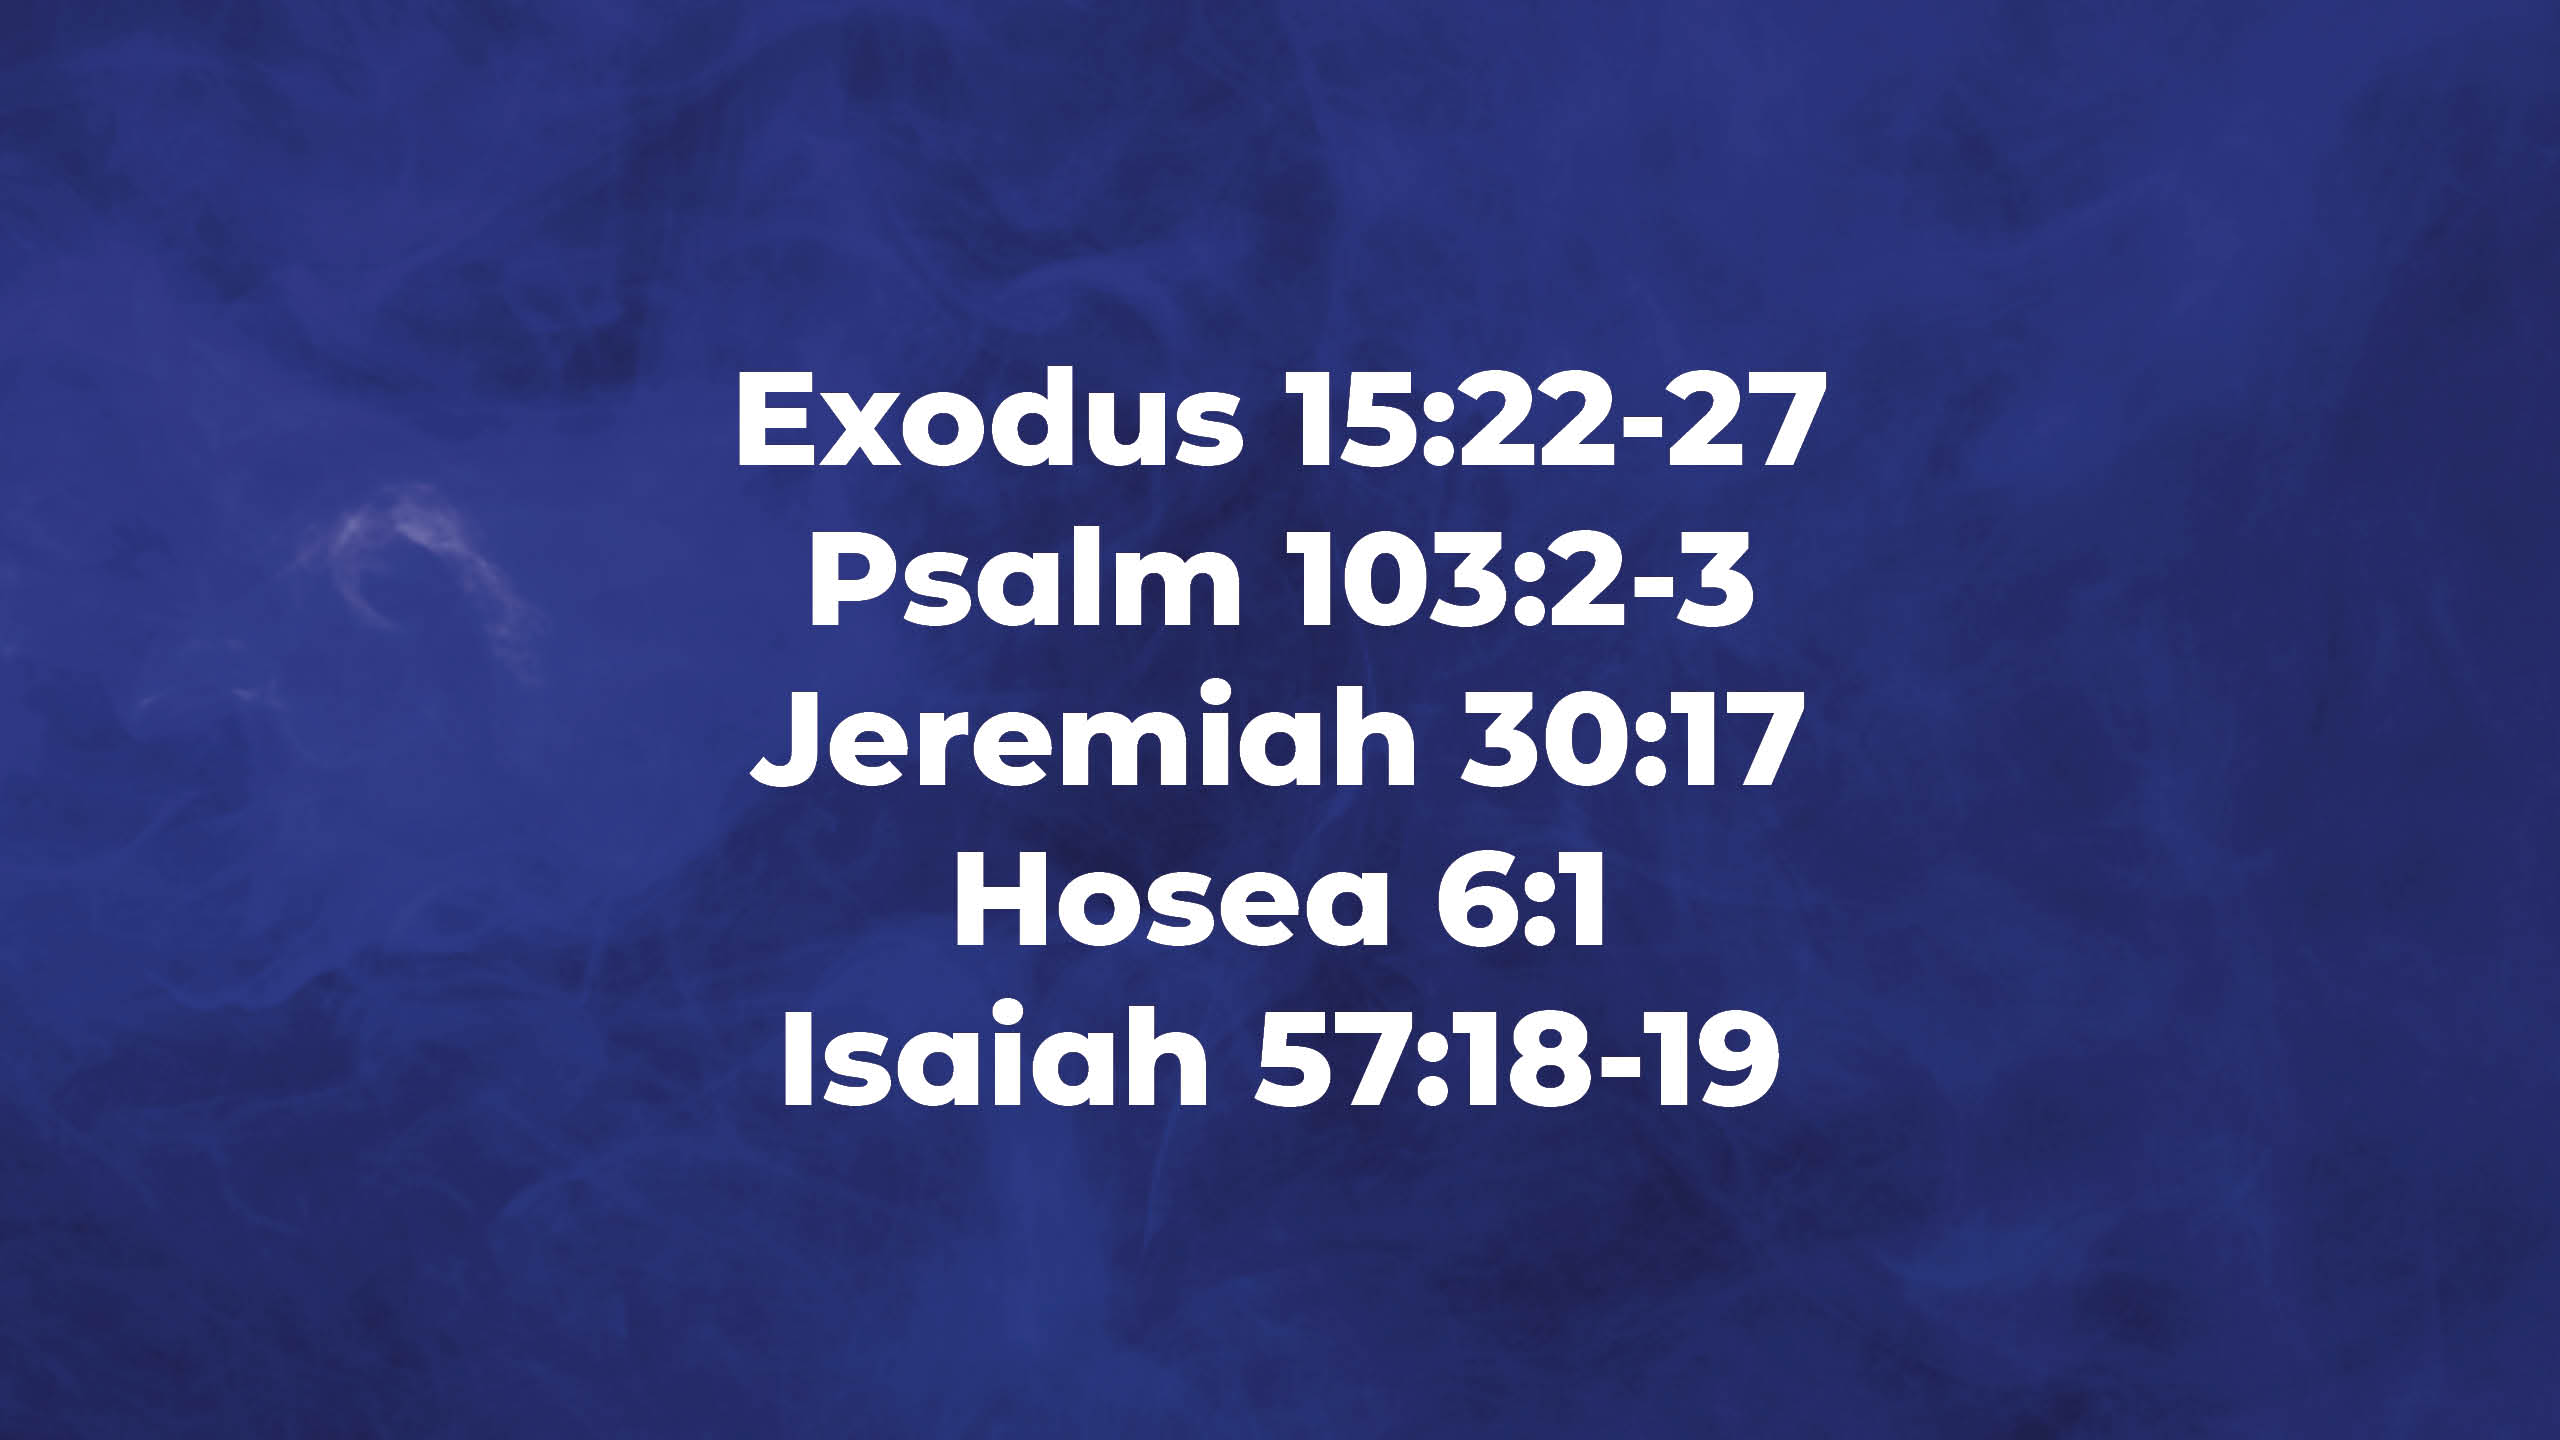 Exodus 15:22-27
Psalm 103:2-3
Jeremiah 30:17
Hosea 6:1
Isaiah 57:18-19